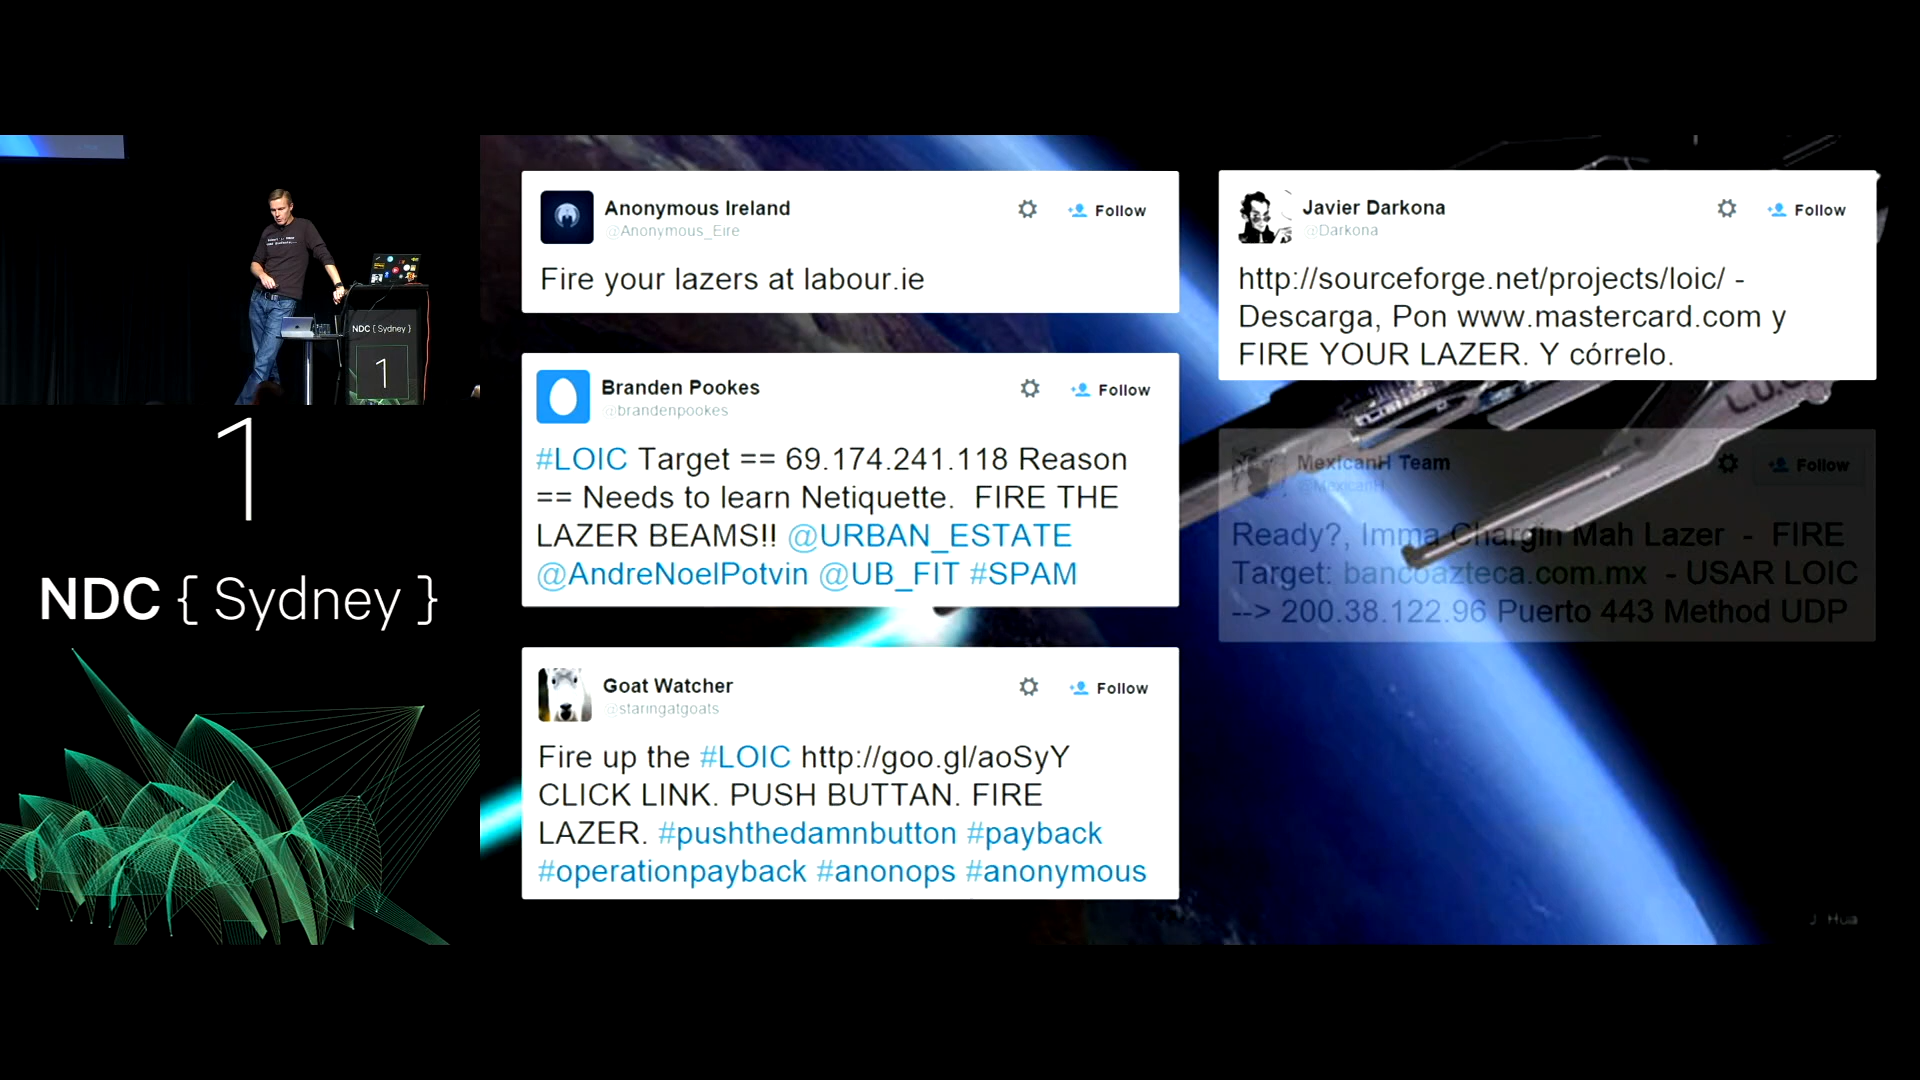 NDC { Sydney }
1
1
NDC { Sydney }
Anonymous Ireland
@Anonymous_Eire
Follow
Fire your lazers at labour.ie
Branden Pookes
@brandenpookes
Follow
#LOIC Target == 69.174.241.118 Reason
== Needs to learn Netiquette. FIRE THE
LAZER BEAMS!! @URBAN_ESTATE
@AndreNoelPotvin @UB_FIT #SPAM
Goat Watcher
@staringatgoats
Follow
Fire up the #LOIC http://goo.gl/aoSyY
CLICK LINK. PUSH BUTTAN. FIRE
LAZER. #pushthedamnbutton #payback
#operationpayback #anonops #anonymous
Javier Darkona
@Darkona
Follow
http://sourceforge.net/projects/loic/ -
Descarga, Pon www.mastercard.com y
FIRE YOUR LAZER. Y córrelo.
MexicanH Team
@MexicanH
Follow
Ready?, Imma Chargin Mah Lazer - FIRE
Target: bancoazteca.com.mx - USAR LOIC
--> 200.38.122.96 Puerto 443 Method UDP
J Hua